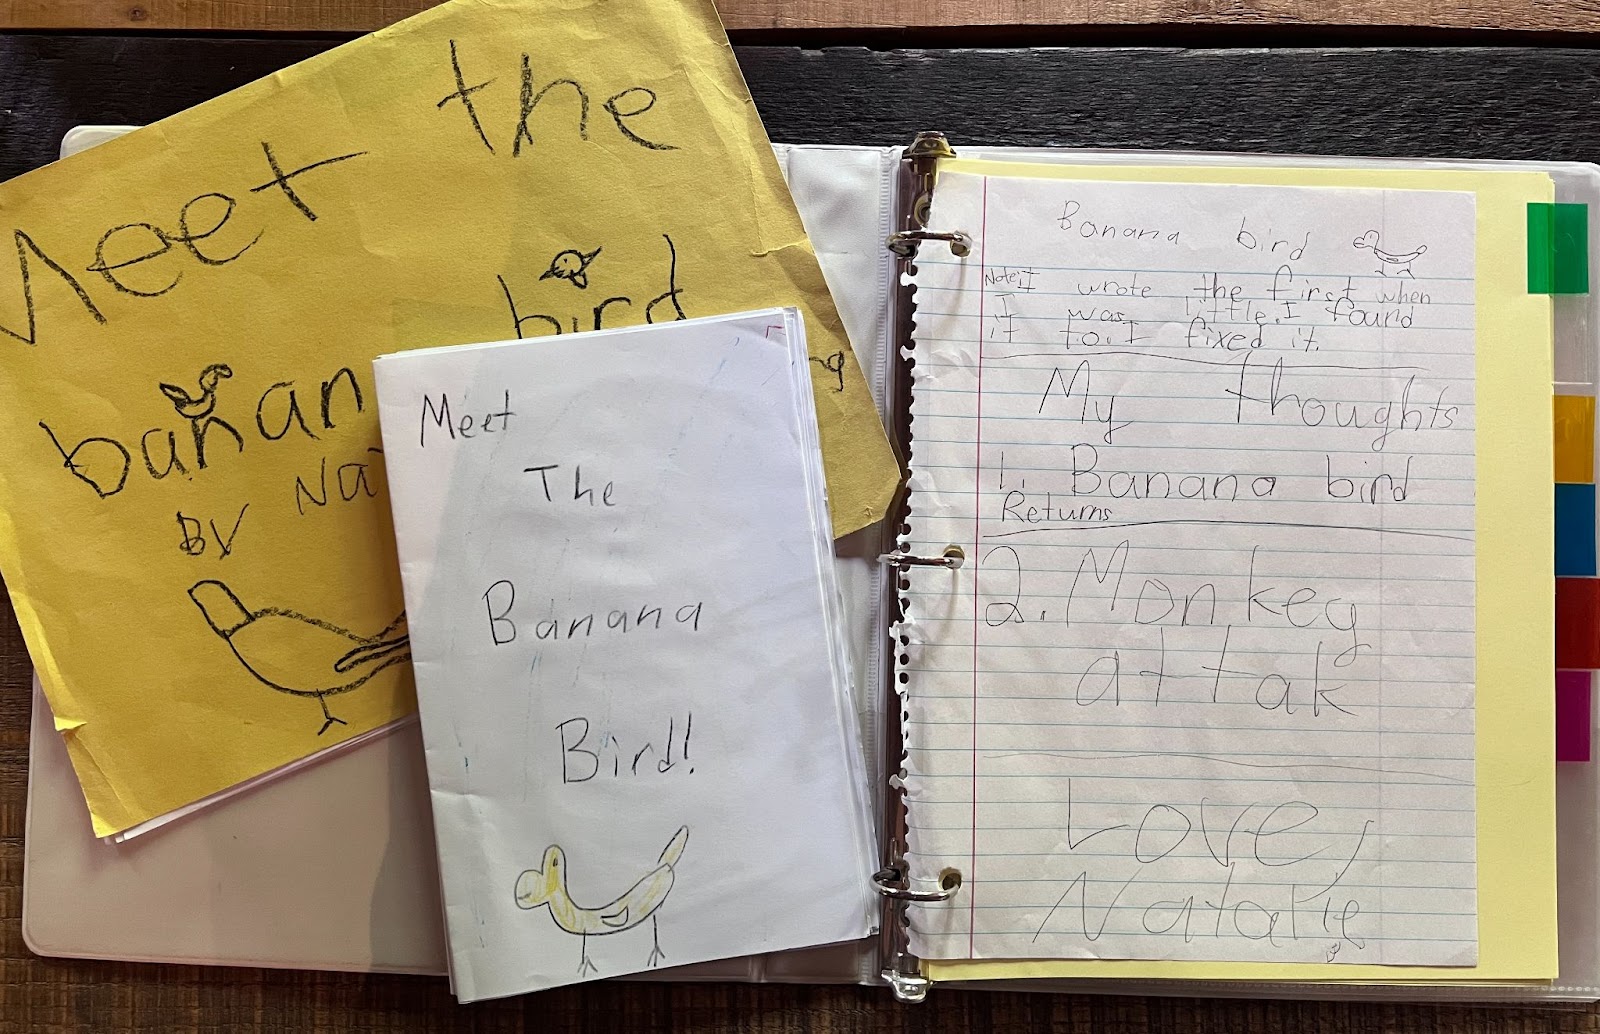 Meet the
banan bird
BY Na
Meet
The
Banana
Bird!
Banana bird
Note: I wrote the first when
I was little. I found
it to. I fixed it.
My thoughts
1. Banana bird
Returns
2. Monkey
attak
Love,
Natalie